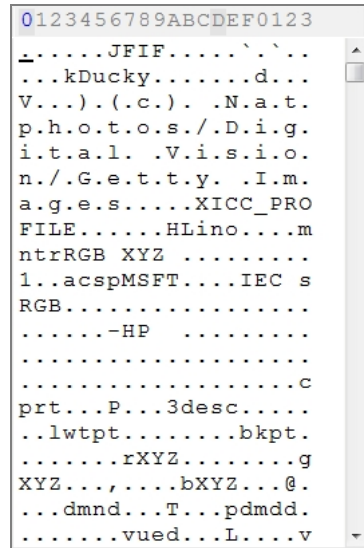 0123456789ABCDEF0123
......JFIF.....`.`..
...kDucky.......d...
V...).(.c.). .N.a.t.
p.h.o.t.o.s./.D.i.g.
i.t.a.l. .V.i.s.i.o.
n./.G.e.t.t.y. .I.m.
a.g.e.s.....XICC_PRO
FILE......HLino....m
ntrRGB XYZ .........
1..acspMSFT....IEC s
RGB.................
......-HP  .........
....................
...................c
prt...P...3desc.....
..lwtpt........bkpt.
.......rXYZ........g
XYZ...,....bXYZ...@.
...dmnd...T...pdmdd.
.......vued...L....v